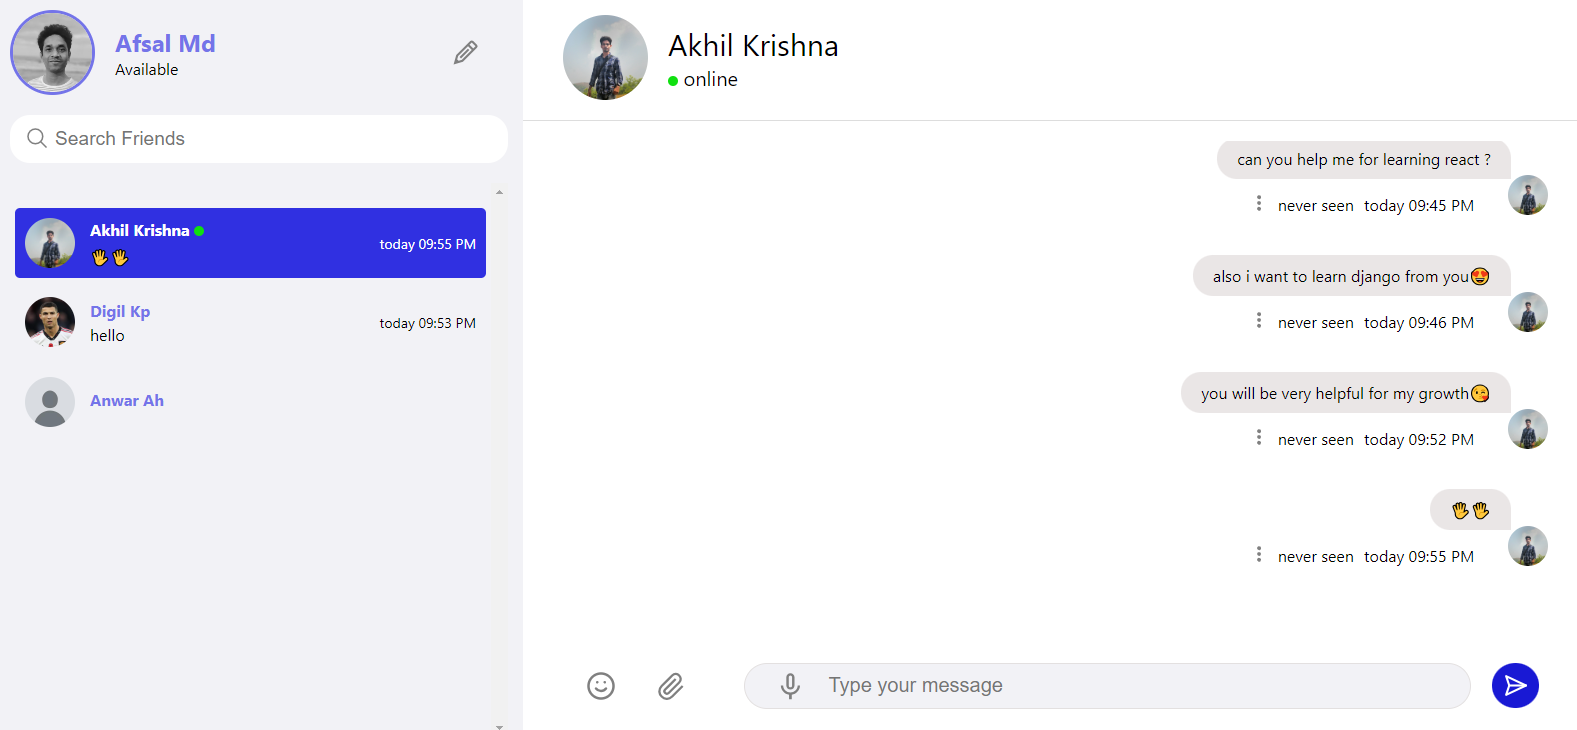 Afsal Md
Available
Search Friends
Akhil Krishna
🖐🖐
today 09:55 PM
Digil Kp
hello
today 09:53 PM
Anwar Ah
Akhil Krishna
online
can you help me for learning react ?
never seen today 09:45 PM
also i want to learn django from you😍
never seen today 09:46 PM
you will be very helpful for my growth😘
never seen today 09:52 PM
🖐🖐
never seen today 09:55 PM
Type your message